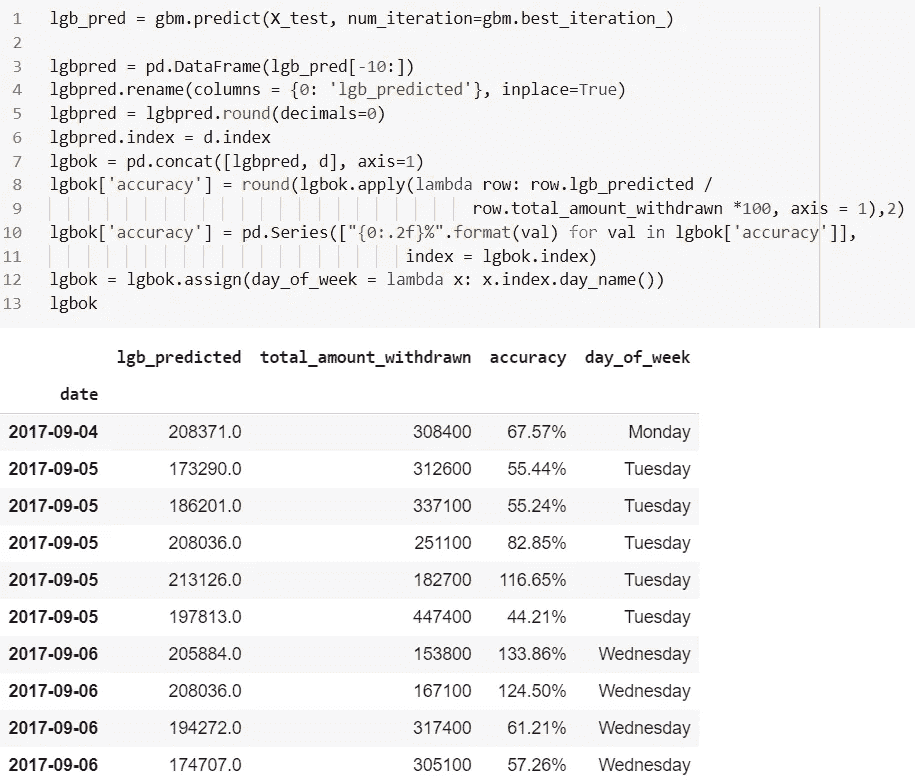 1 lgb_pred = gbm.predict(X_test, num_iteration=gbm.best_iteration_)
2
3 lgbpred = pd.DataFrame(lgb_pred[-10:])
4 lgbpred.rename(columns = {0: 'lgb_predicted'}, inplace=True)
5 lgbpred = lgbpred.round(decimals=0)
6 lgbpred.index = d.index
7 lgbok = pd.concat([lgbpred, d], axis=1)
8 lgbok['accuracy'] = round(lgbok.apply(lambda row: row.lgb_predicted /
9 row.total_amount_withdrawn *100, axis = 1),2)
10 lgbok['accuracy'] = pd.Series(["{0:.2f}%".format(val) for val in lgbok['accuracy']],
11 index = lgbok.index)
12 lgbok = lgbok.assign(day_of_week = lambda x: x.index.day_name())
13 lgbok
lgb_predicted total_amount_withdrawn accuracy day_of_week
date
2017-09-04 208371.0 308400 67.57% Monday
2017-09-05 173290.0 312600 55.44% Tuesday
2017-09-05 186201.0 337100 55.24% Tuesday
2017-09-05 208036.0 251100 82.85% Tuesday
2017-09-05 213126.0 182700 116.65% Tuesday
2017-09-05 197813.0 447400 44.21% Tuesday
2017-09-06 205884.0 153800 133.86% Wednesday
2017-09-06 208036.0 167100 124.50% Wednesday
2017-09-06 194272.0 317400 61.21% Wednesday
2017-09-06 174707.0 305100 57.26% Wednesday